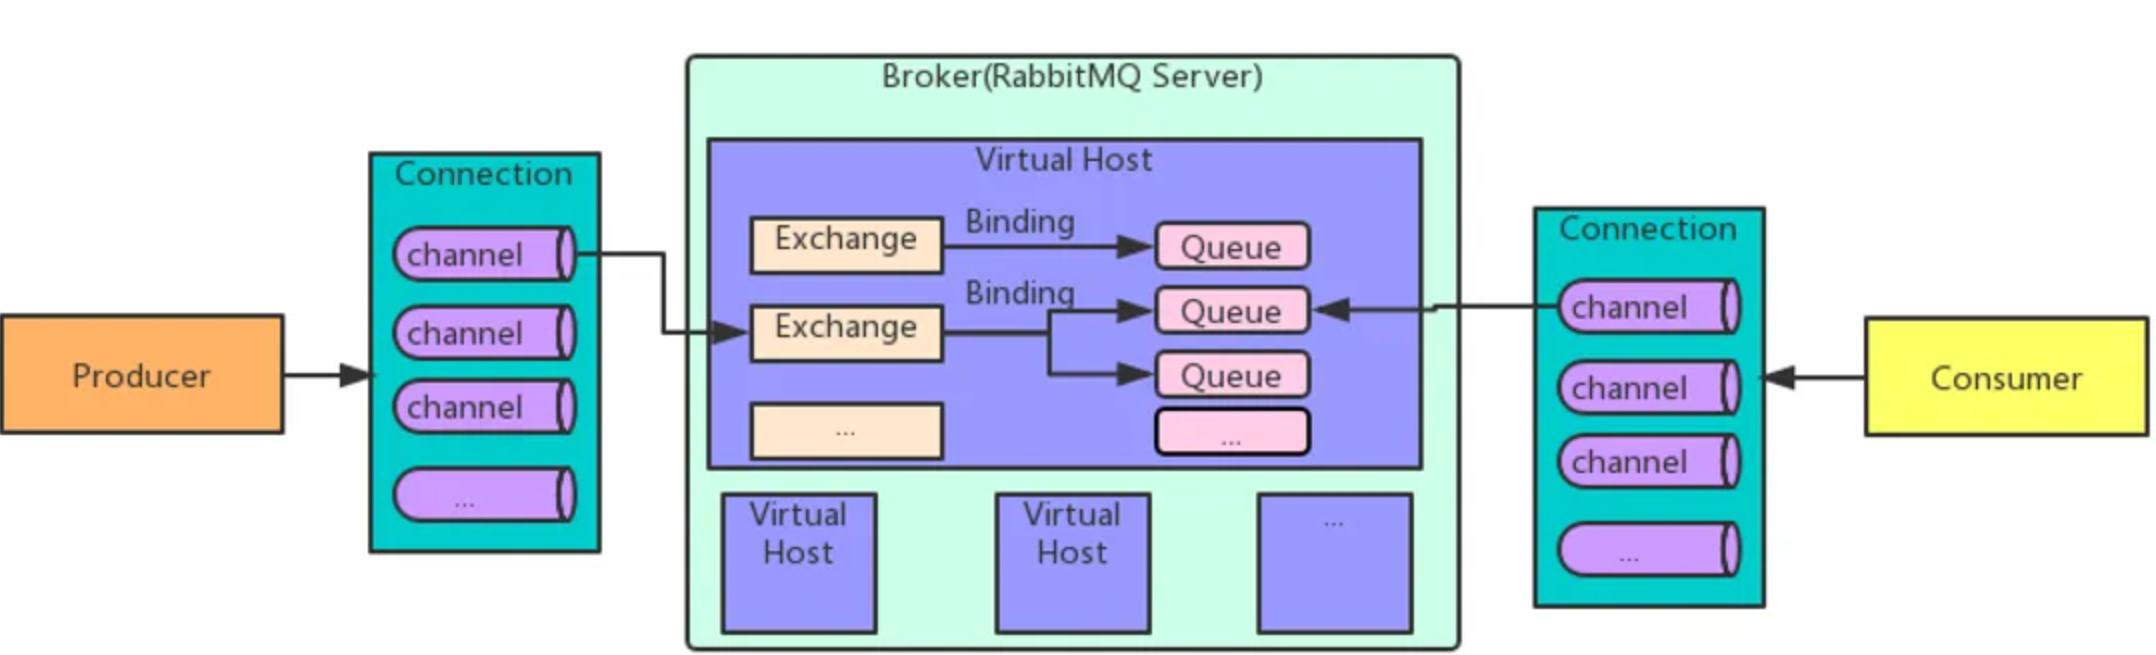 Broker(RabbitMQ Server)
Connection
channel
channel
channel
...
Producer
Virtual Host
Exchange
Binding
Queue
Exchange
Binding
Queue
Queue
...
...
Virtual
Host
Virtual
Host
...
Connection
channel
channel
channel
...
Consumer